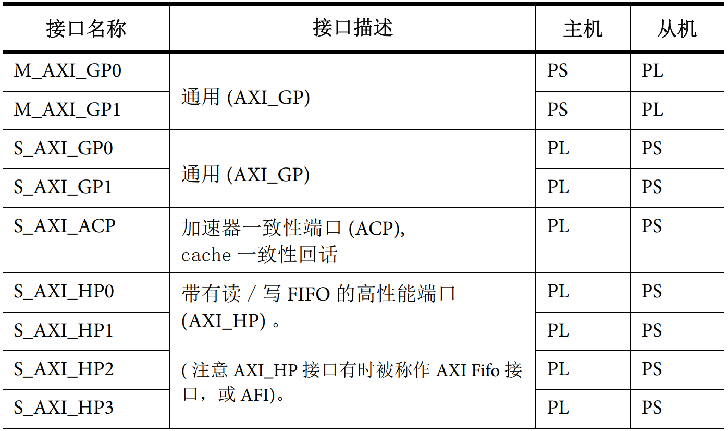 接口名称 接口描述 主机 从机
M_AXI_GP0 通用 (AXI_GP) PS PL
M_AXI_GP1 PS PL
S_AXI_GP0 通用 (AXI_GP) PL PS
S_AXI_GP1 PL PS
S_AXI_ACP 加速器一致性端口 (ACP), PL PS
cache 一致性回话
S_AXI_HP0 带有读 / 写 FIFO 的高性能端口 PL PS
(AXI_HP) 。
S_AXI_HP1 PL PS
S_AXI_HP2 ( 注意 AXI_HP 接口有时被称作 AXI Fifo 接 PL PS
口，或 AFI)。
S_AXI_HP3 PL PS